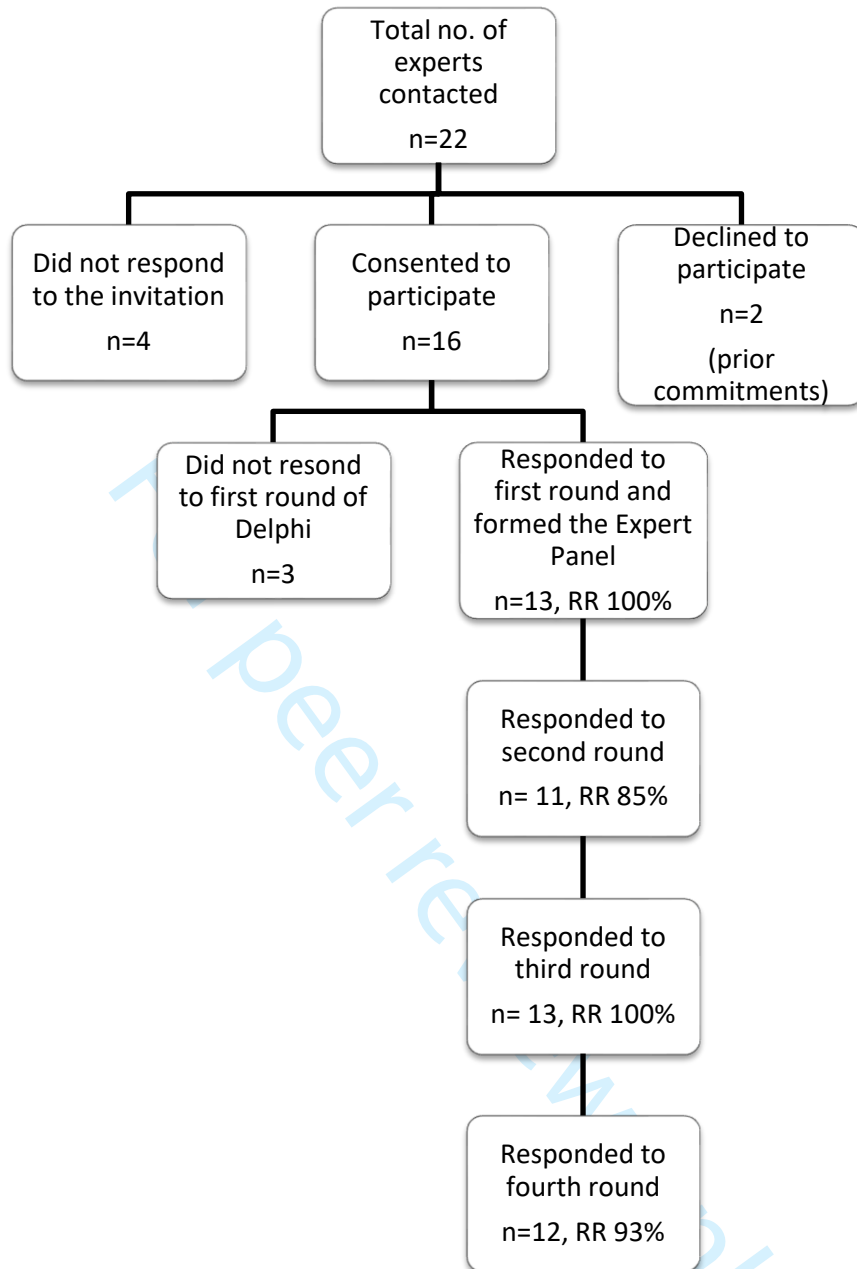 Total no. of
experts
contacted
n=22
Did not respond
to the invitation
n=4
Consented to
participate
n=16
Declined to
participate
n=2
(prior
commitments)
Did not resond
to first round of
Delphi
n=3
Responded to
first round and
formed the Expert
Panel
n=13, RR 100%
Responded to
second round
n= 11, RR 85%
Responded to
third round
n= 13, RR 100%
Responded to
fourth round
n=12, RR 93%
peer